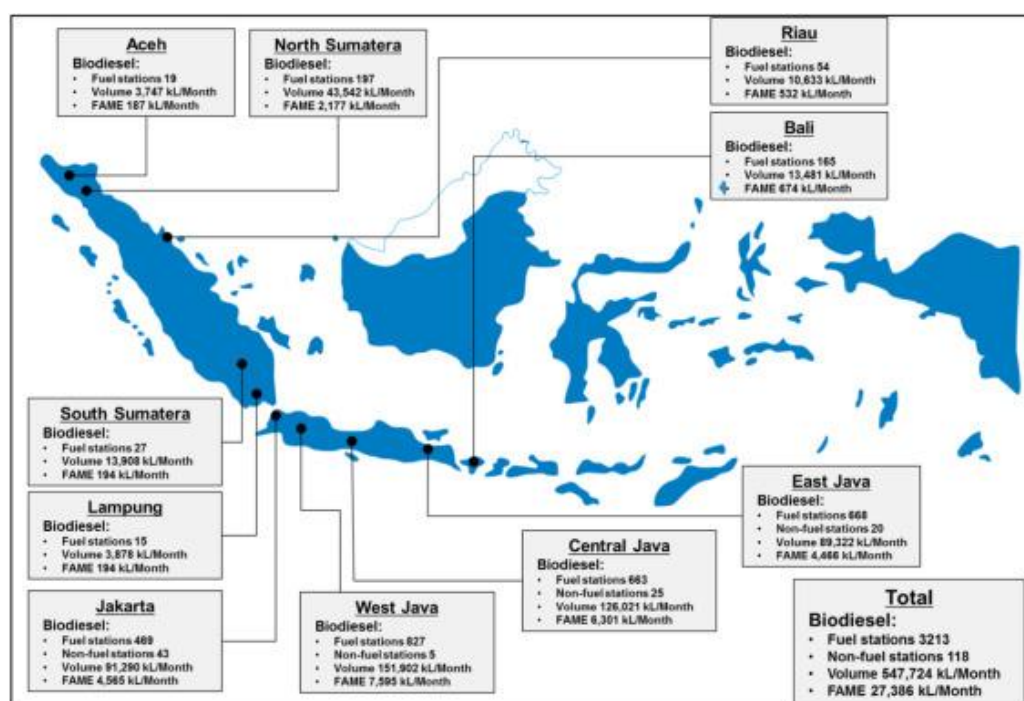 Aceh
Biodiesel:
• Fuel stations 19
• Volume 3,747 kL/Month
• FAME 187 kL/Month
North Sumatera
Biodiesel:
• Fuel stations 197
• Volume 43,542 kL/Month
• FAME 2,177 kL/Month
Riau
Biodiesel:
• Fuel stations 54
• Volume 10,633 kL/Month
• FAME 532 kL/Month
Bali
Biodiesel:
• Fuel stations 165
• Volume 13,481 kL/Month
• FAME 674 kL/Month
South Sumatera
Biodiesel:
• Fuel stations 27
• Volume 13,908 kL/Month
• FAME 194 kL/Month
Lampung
Biodiesel:
• Fuel stations 15
• Volume 3,878 kL/Month
• FAME 194 kL/Month
Jakarta
Biodiesel:
• Fuel stations 469
• Non-fuel stations 43
• Volume 91,290 kL/Month
• FAME 4,565 kL/Month
West Java
Biodiesel:
• Fuel stations 827
• Non-fuel stations 5
• Volume 151,902 kL/Month
• FAME 7,595 kL/Month
Central Java
Biodiesel:
• Fuel stations 663
• Non-fuel stations 25
• Volume 126,021 kL/Month
• FAME 6,301 kL/Month
East Java
Biodiesel:
• Fuel stations 668
• Non-fuel stations 20
• Volume 89,322 kL/Month
• FAME 4,466 kL/Month
Total
Biodiesel:
• Fuel stations 3213
• Non-fuel stations 118
• Volume 547,724 kL/Month
• FAME 27,386 kL/Month